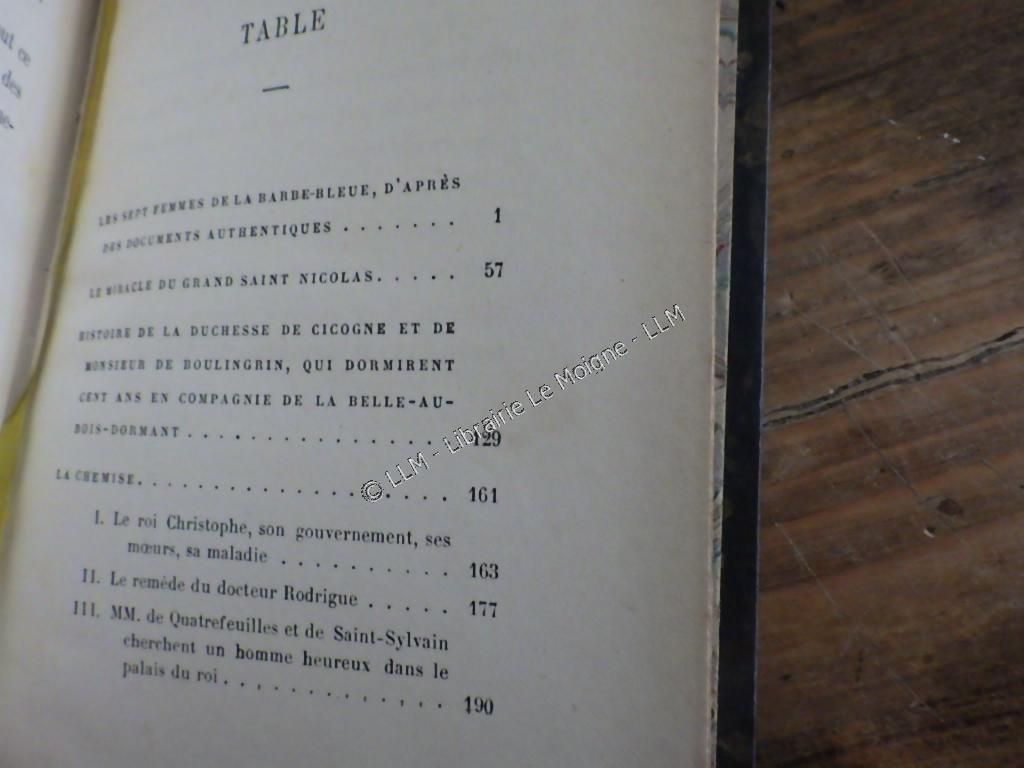 ut ce
des
ne-
TABLE
—
LES SEPT FEMMES DE LA BARBE-BLEUE, D'APRÈS
DES DOCUMENTS AUTHENTIQUES . . . . . . . 1
LE MIRACLE DU GRAND SAINT NICOLAS. . . . . 57
HISTOIRE DE LA DUCHESSE DE CICOGNE ET DE
MONSIEUR DE BOULINGRIN, QUI DORMIRENT
CENT ANS EN COMPAGNIE DE LA BELLE-AU-
BOIS-DORMANT . . . . . . . . . . . . . . . . 129
LA CHEMISE. . . . . . . . . . . . . . . . . . . . 161
I. Le roi Christophe, son gouvernement, ses
mœurs, sa maladie . . . . . . . . . . . 163
II. Le remède du docteur Rodrigue . . . . . 177
III. MM. de Quatrefeuilles et de Saint-Sylvain
cherchent un homme heureux dans le
palais du roi . . . . . . . . . . . . . . 190
© LLM - Librairie Le Moigne - LLM